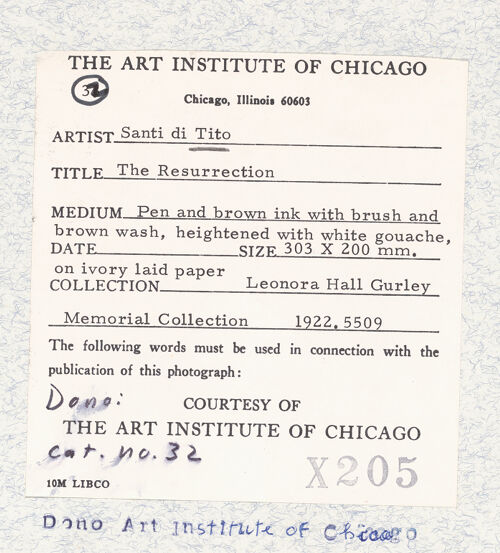 THE ART INSTITUTE OF CHICAGO
32
Chicago, Illinois 60603
ARTIST Santi di Tito
TITLE The Resurrection
MEDIUM Pen and brown ink with brush and
brown wash, heightened with white gouache,
DATE SIZE 303 X 200 mm.
on ivory laid paper
COLLECTION Leonora Hall Gurley
Memorial Collection 1922.5509
The following words must be used in connection with the
publication of this photograph:
Dono: COURTESY OF
THE ART INSTITUTE OF CHICAGO
cat. no. 32
X205
10M LIBCO
Dono Art Institute of Chicago